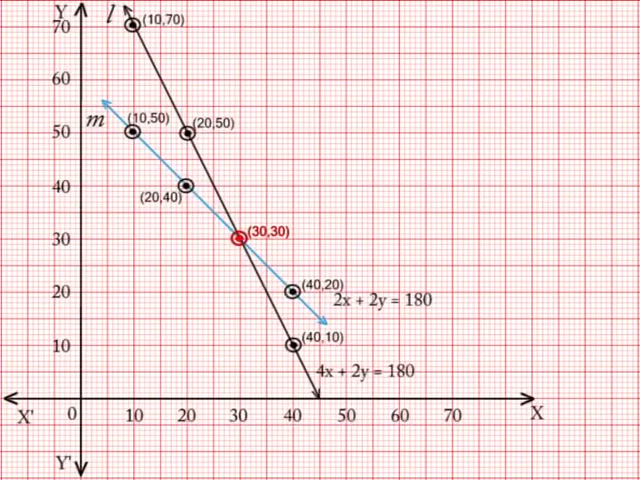 Y l
70 (10,70)
60
m (10,50)
50 (20,50)
40
(20,40)
30 (30,30)
20 (40,20)
2x + 2y = 180
10 (40,10)
4x + 2y = 180
X' 0 10 20 30 40 50 60 70 X
Y'